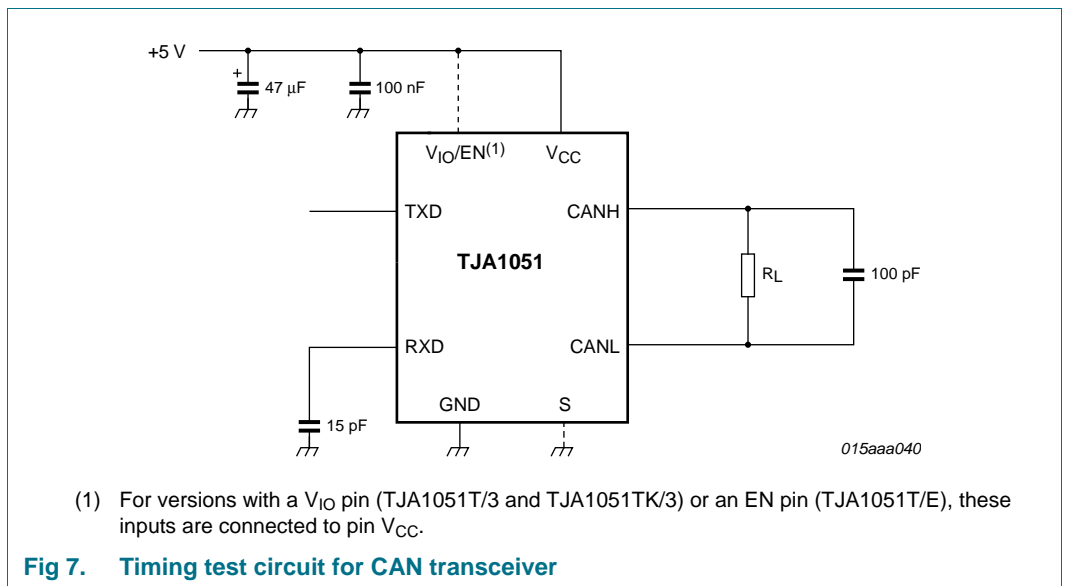 +5 V
+
47 μF
100 nF
VIO/EN(1)
VCC
TXD
CANH
TJA1051
RL
100 pF
RXD
CANL
GND
S
15 pF
015aaa040
(1) For versions with a VIO pin (TJA1051T/3 and TJA1051TK/3) or an EN pin (TJA1051T/E), these
inputs are connected to pin VCC.
Fig 7. Timing test circuit for CAN transceiver